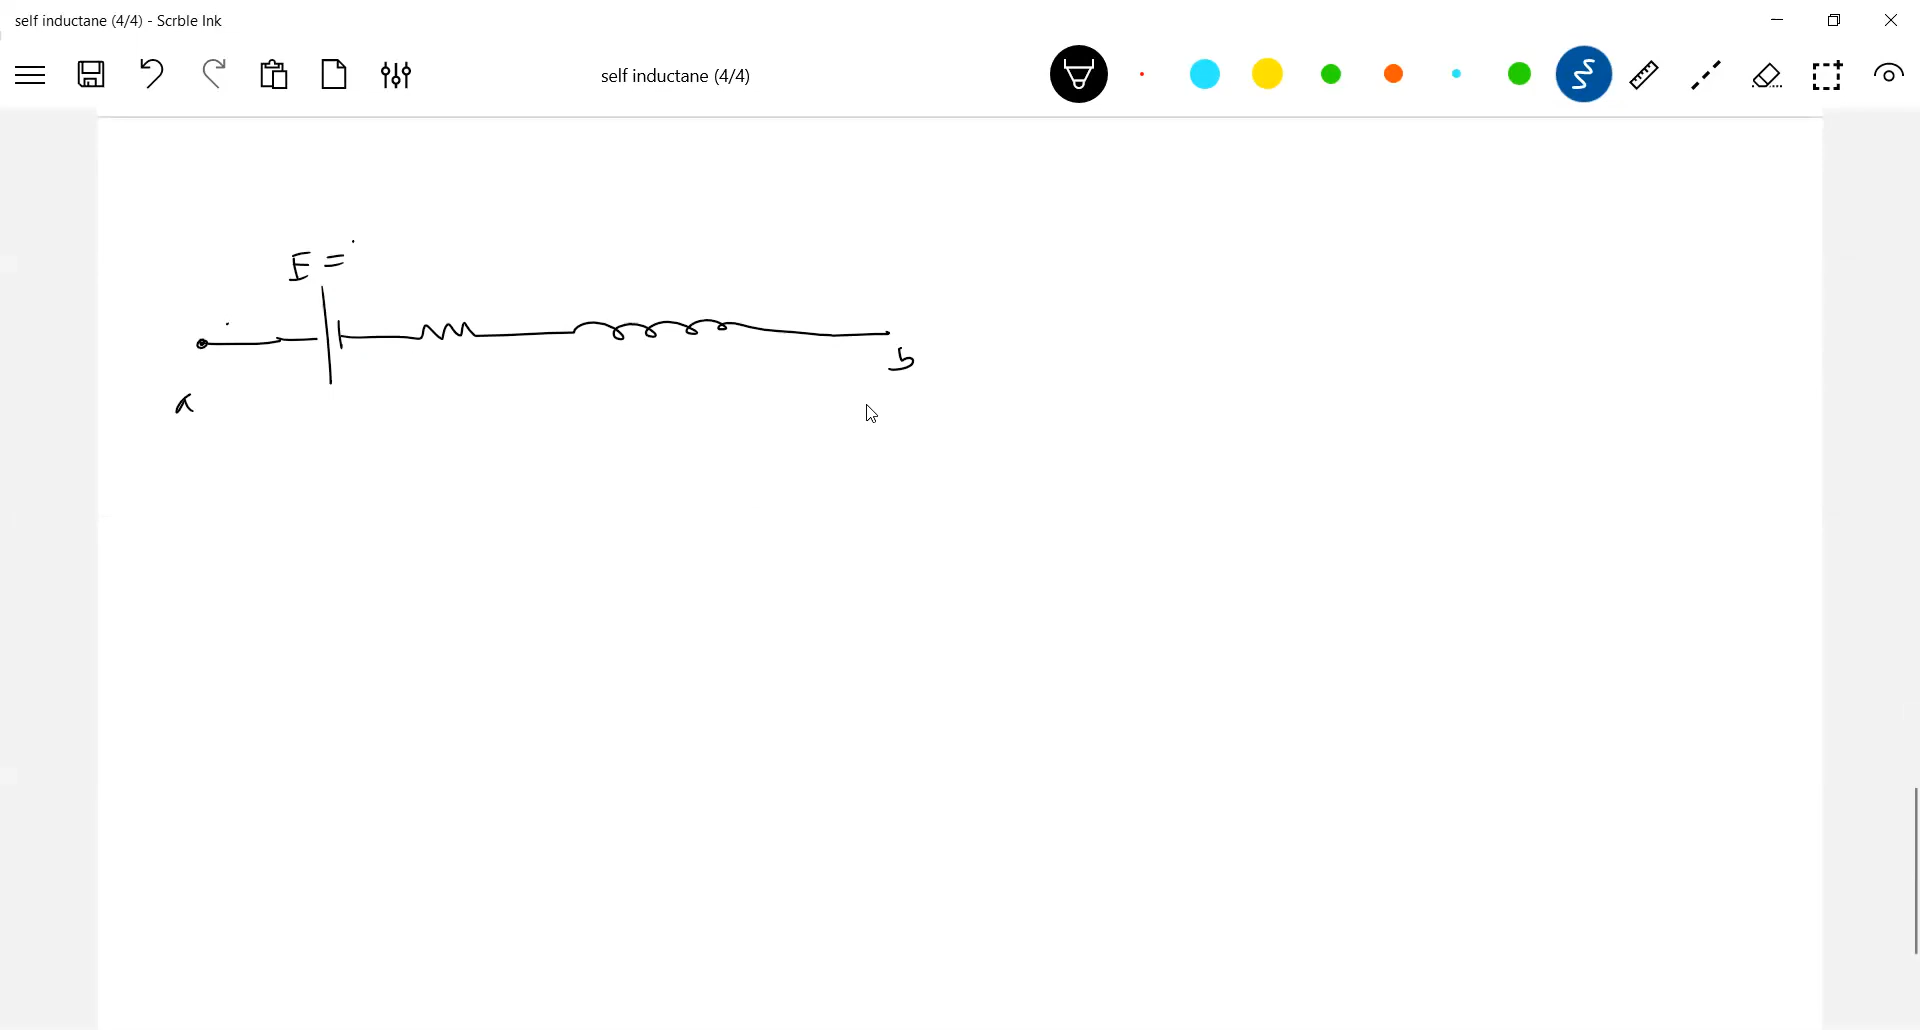 self inductane (4/4) - Scrble Ink
self inductane (4/4)
E =
a
b